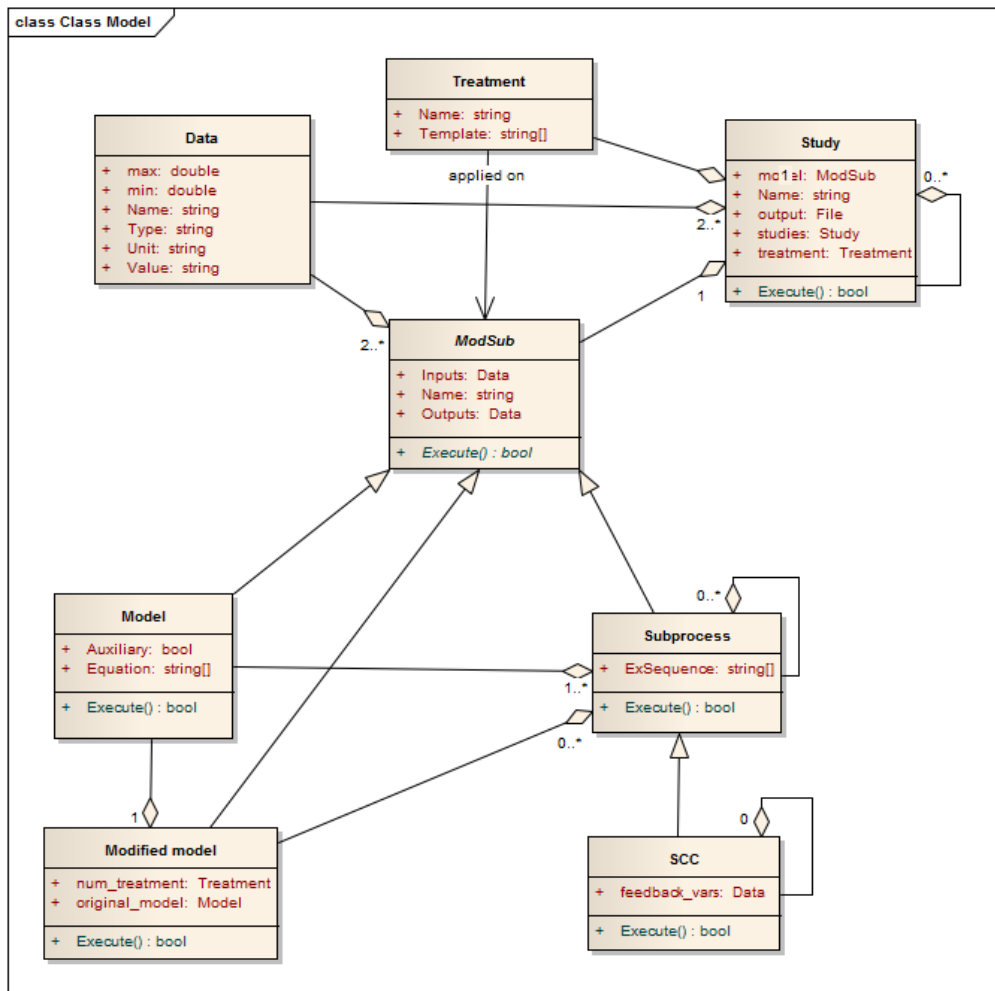 class Class Model
Treatment
+ Name: string
+ Template: string[]
Data
+ max: double
+ min: double
+ Name: string
+ Type: string
+ Unit: string
+ Value: string
Study
+ mo1el: ModSub
+ Name: string
+ output: File
+ studies: Study
+ treatment: Treatment
+ Execute() : bool
0..*
applied on
2..*
1
2..*
ModSub
+ Inputs: Data
+ Name: string
+ Outputs: Data
+ Execute() : bool
Model
+ Auxiliary: bool
+ Equation: string[]
+ Execute() : bool
0..*
Subprocess
+ ExSequence: string[]
+ Execute() : bool
1..*
0..*
1
Modified model
+ num_treatment: Treatment
+ original_model: Model
+ Execute() : bool
0
SCC
+ feedback_vars: Data
+ Execute() : bool